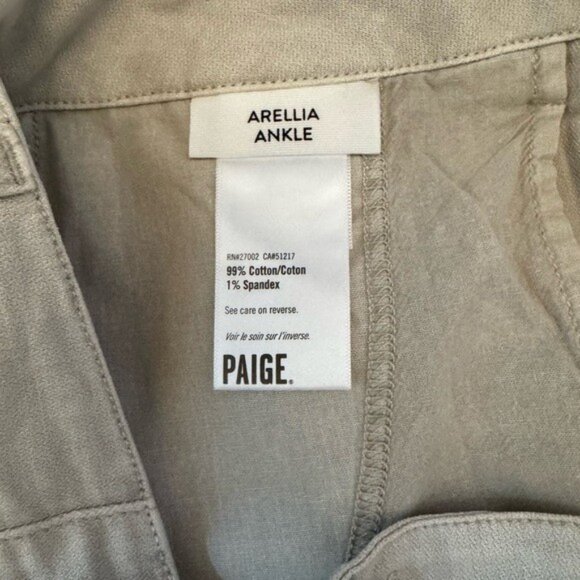 ARELLIA
ANKLE
RN#27002 CA#51217
99% Cotton/Coton
1% Spandex
See care on reverse.
Voir le soin sur l'inverse.
PAIGE.